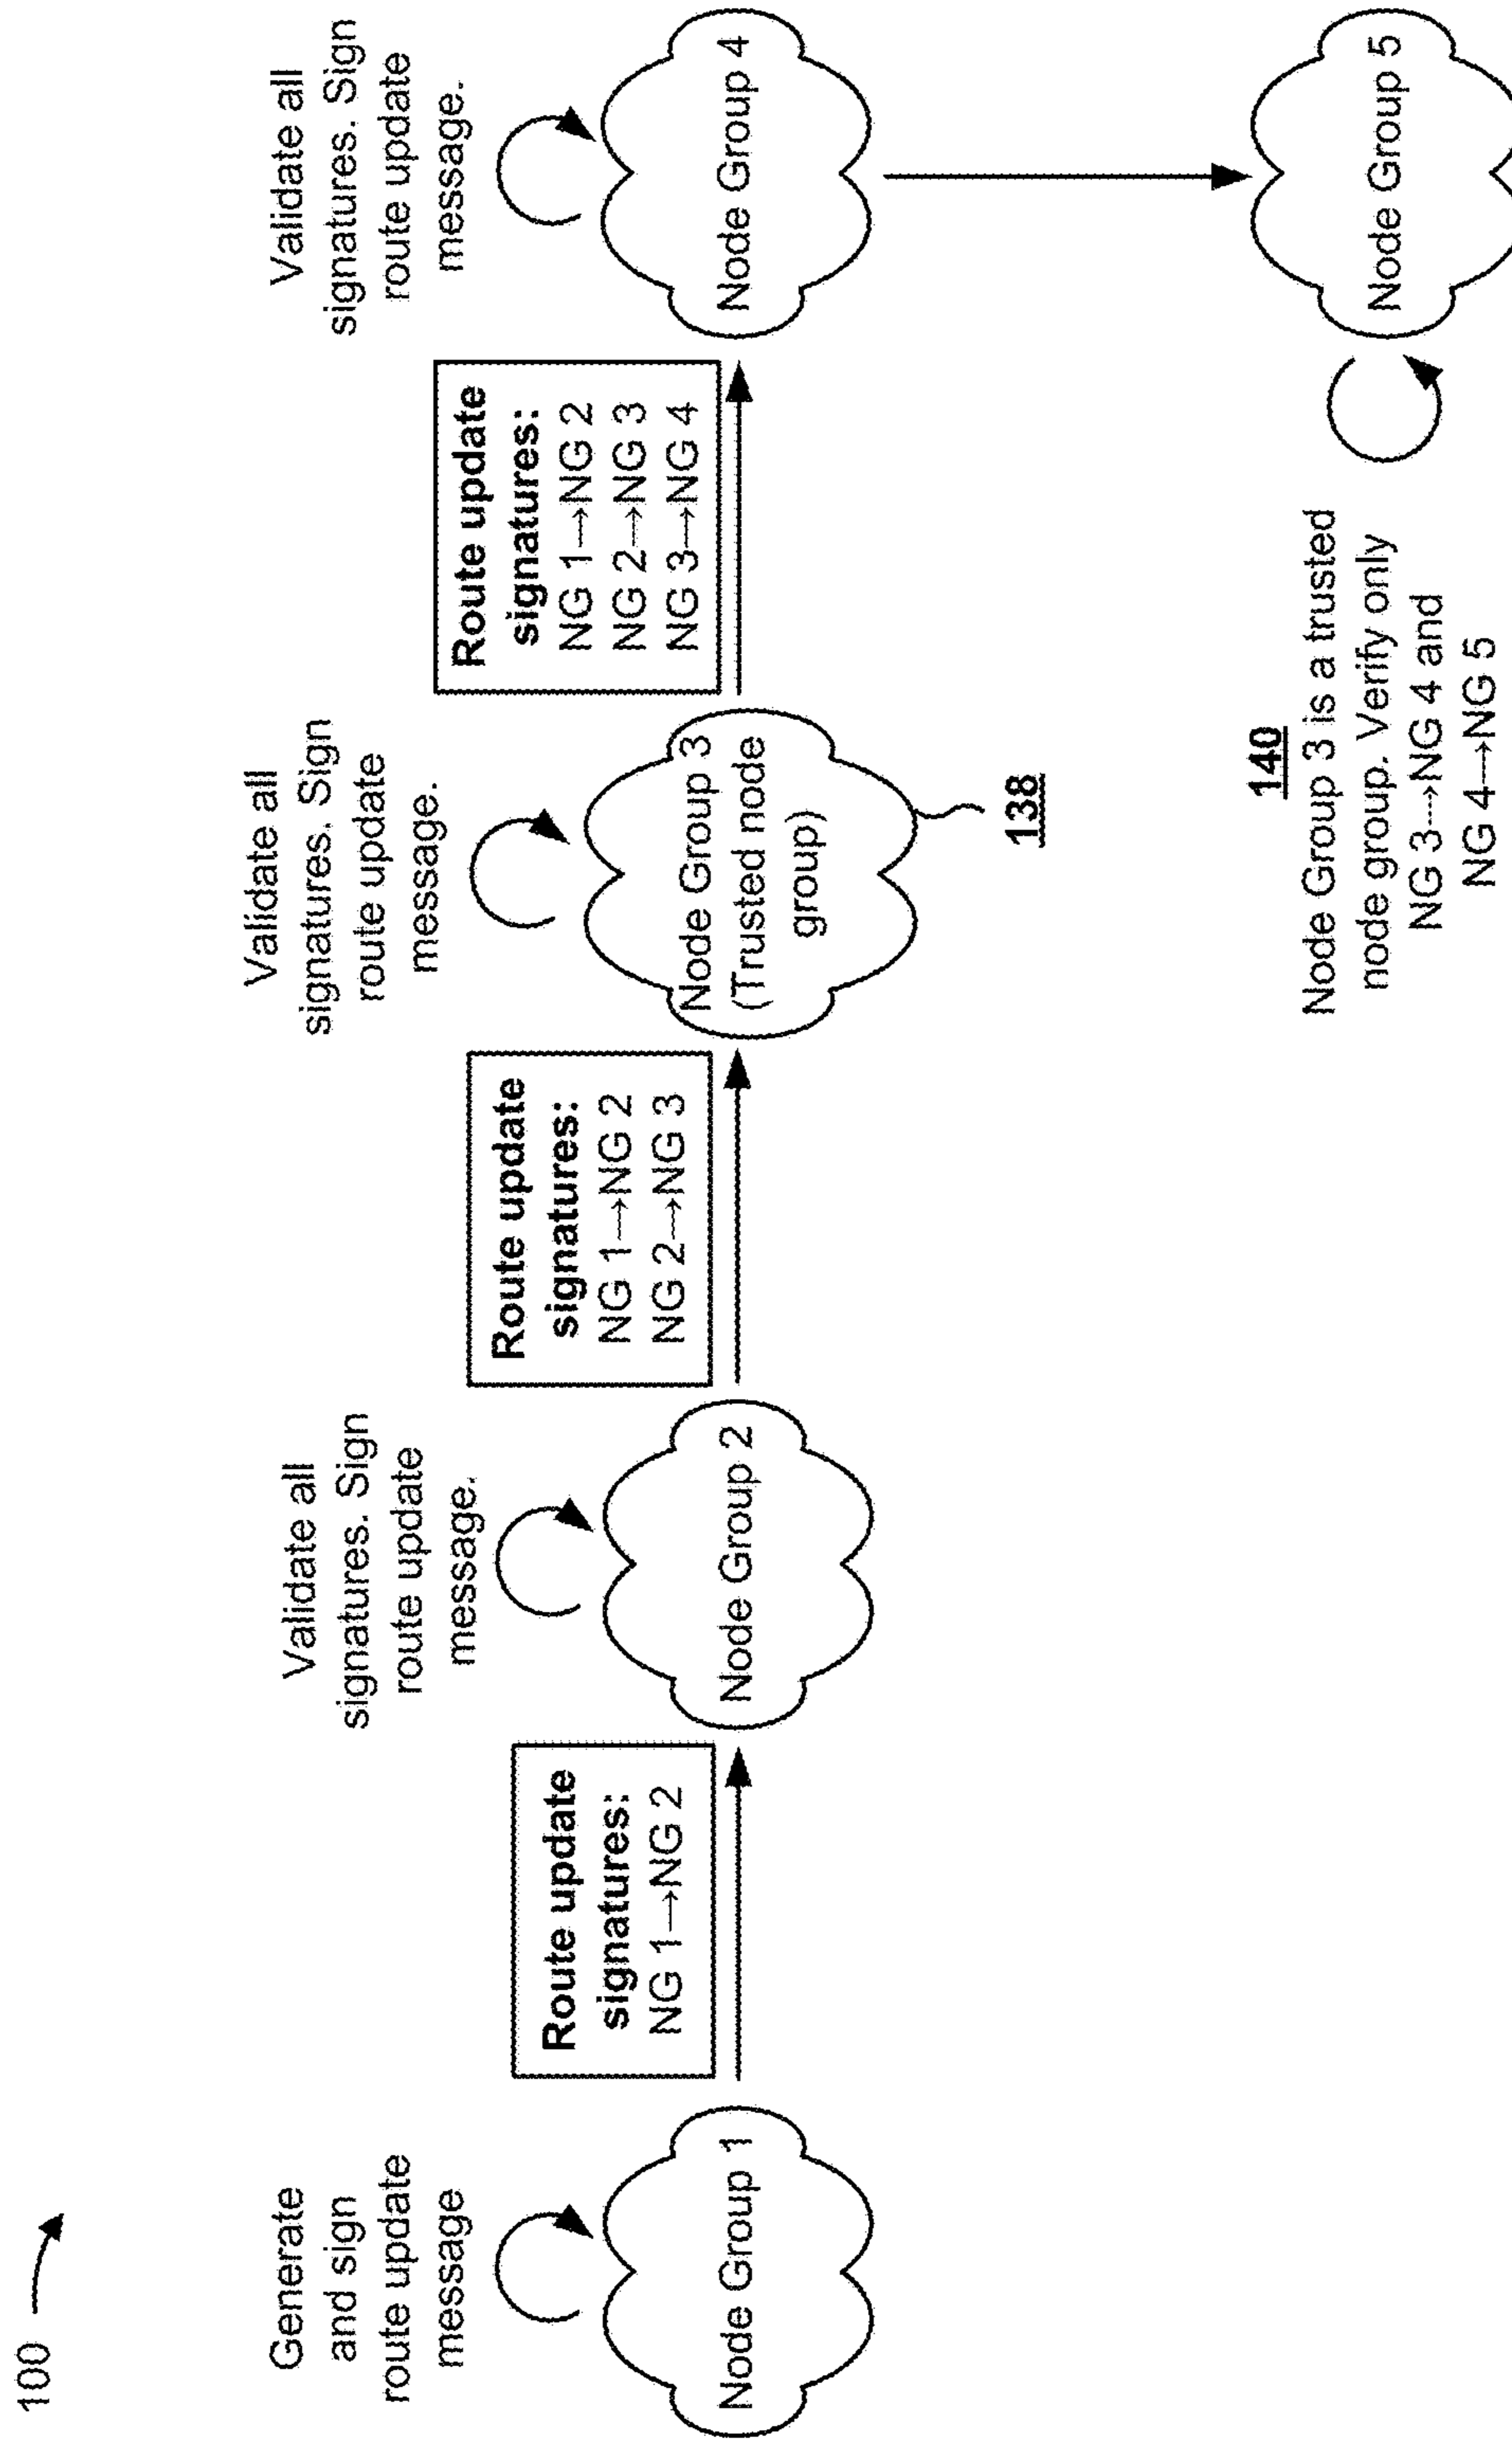 100
Generate
and sign
route update
message
Node Group 1
Route update
signatures:
NG 1→NG 2
Validate all
signatures. Sign
route update
message.
Node Group 2
Route update
signatures:
NG 1→NG 2
NG 2→NG 3
Validate all
signatures. Sign
route update
message.
Node Group 3
(Trusted node
group)
138
Route update
signatures:
NG 1→NG 2
NG 2→NG 3
NG 3→NG 4
Validate all
signatures. Sign
route update
message.
Node Group 4
140
Node Group 3 is a trusted
node group. Verify only
NG 3→NG 4 and
NG 4→NG 5
Node Group 5